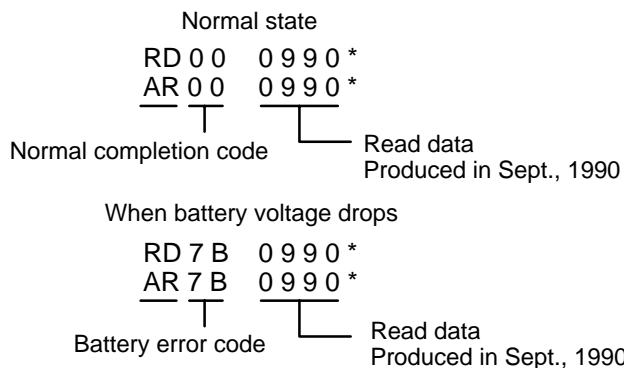 Normal state
RD 0 0 0 9 9 0 *
AR 0 0 0 9 9 0 *
Normal completion code
Read data
Produced in Sept., 1990
When battery voltage drops
RD 7 B 0 9 9 0 *
AR 7 B 0 9 9 0 *
Battery error code
Read data
Produced in Sept., 1990